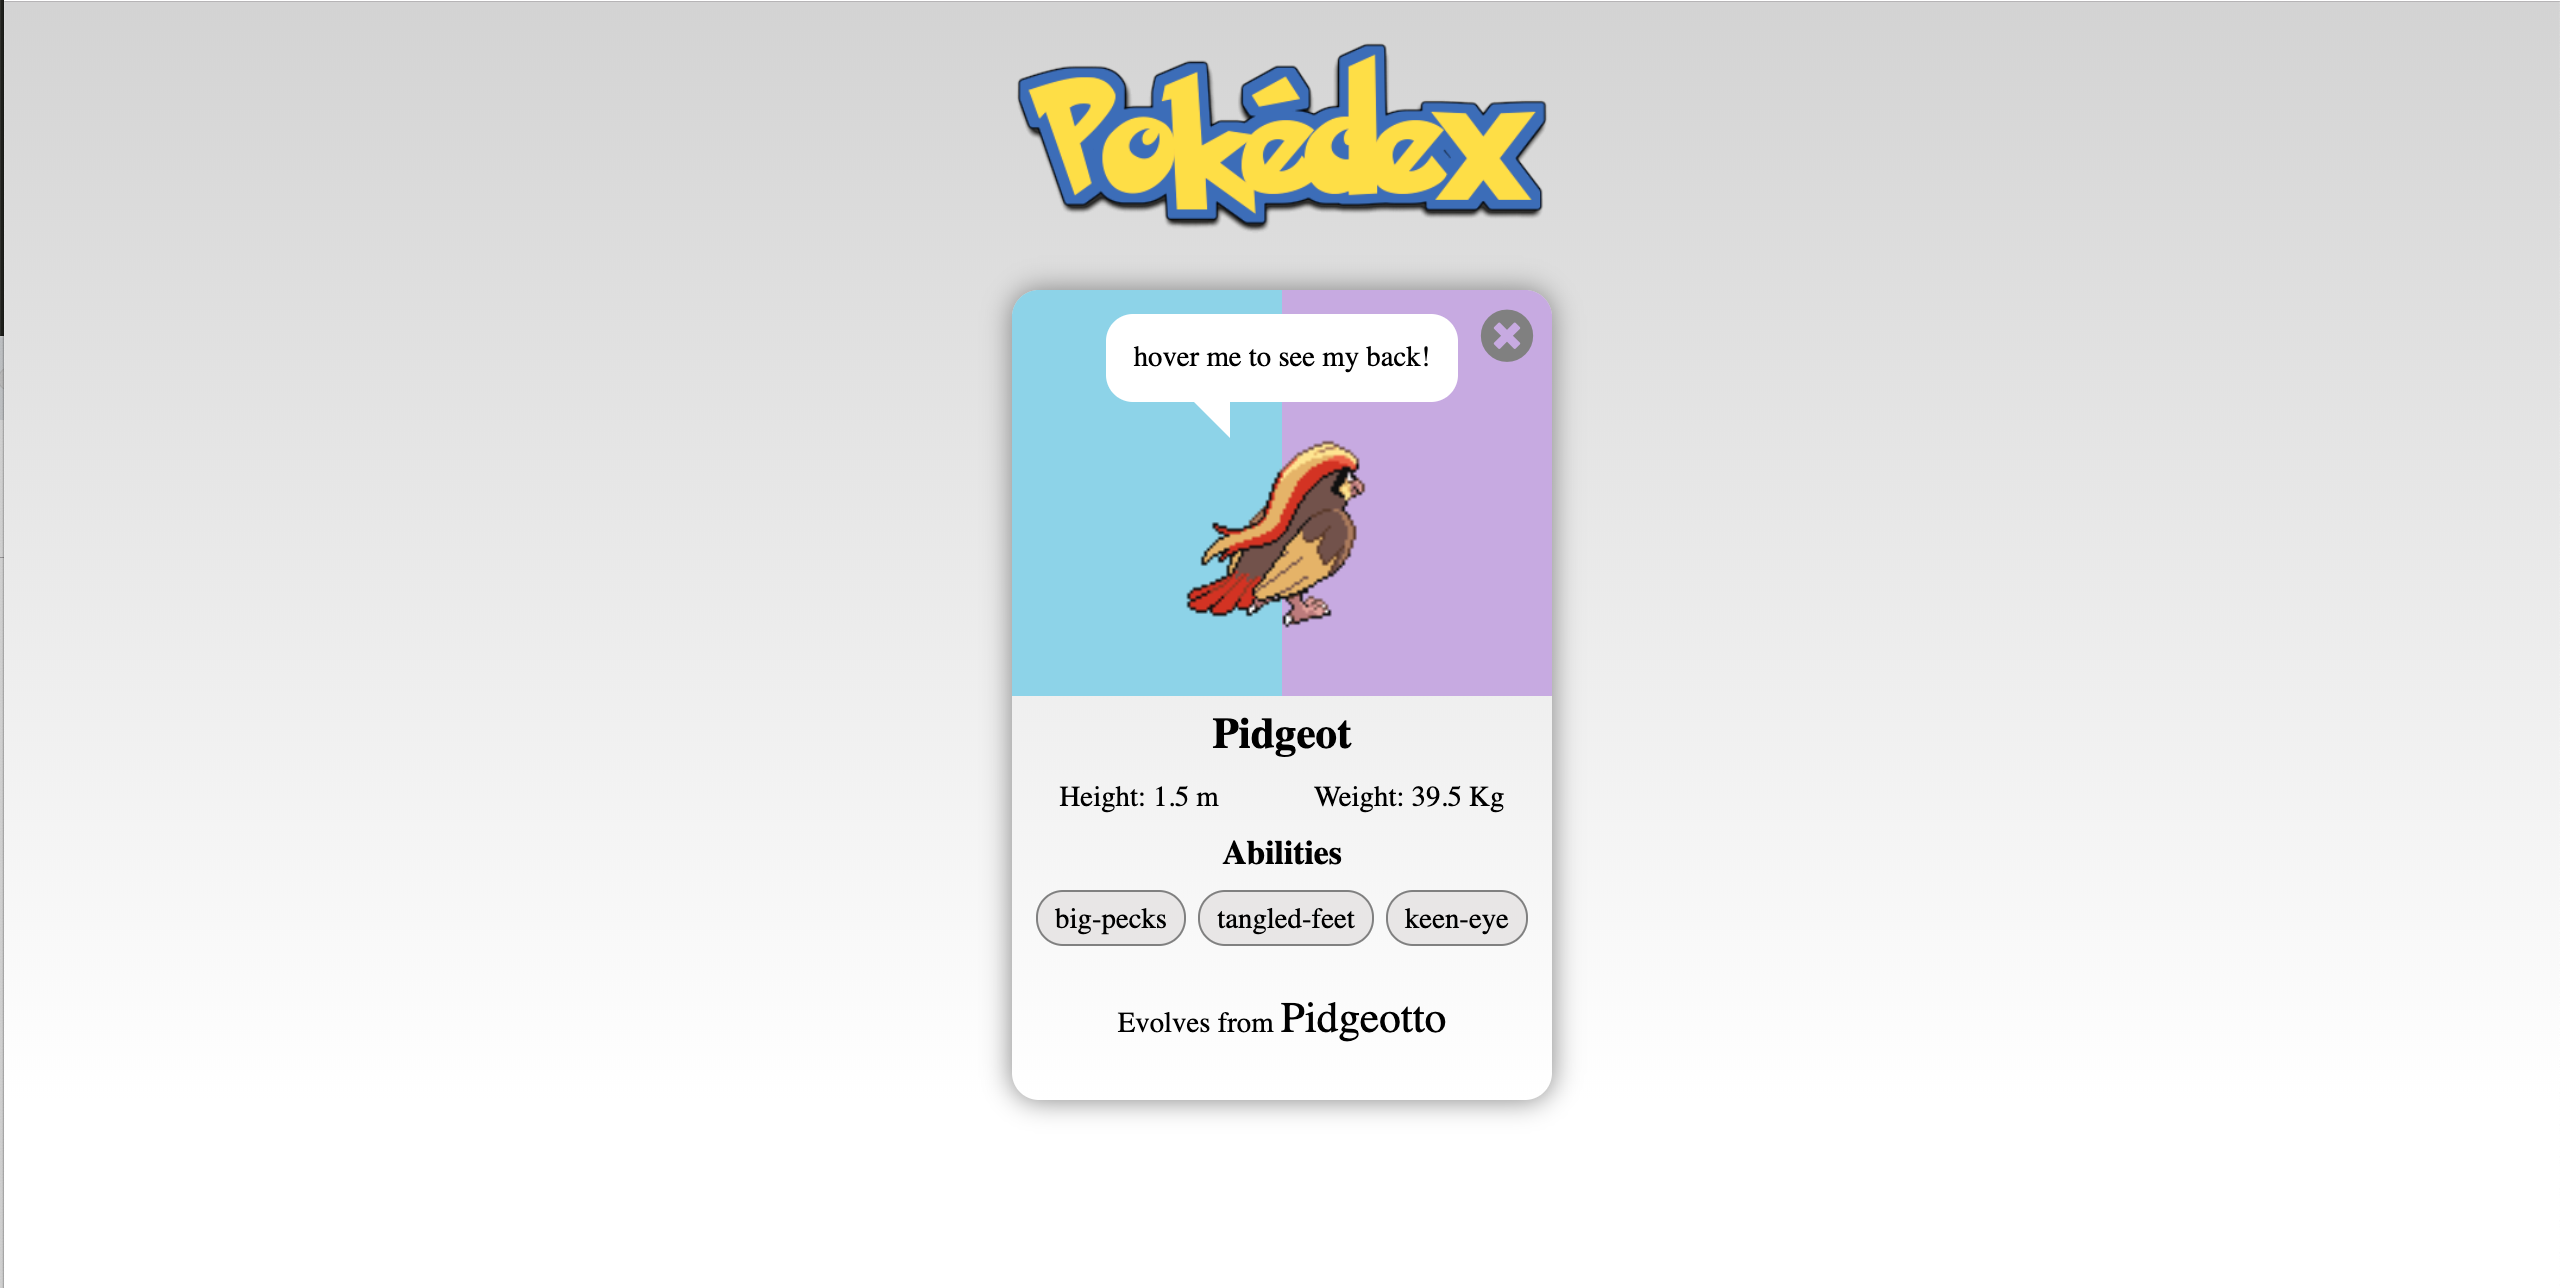 Pokédex
hover me to see my back!
Pidgeot
Height: 1.5 m Weight: 39.5 Kg
Abilities
big-pecks tangled-feet keen-eye
Evolves from Pidgeotto